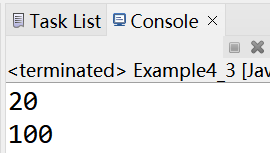 Task List Console
<terminated> Example4_3 [Jav
20
100